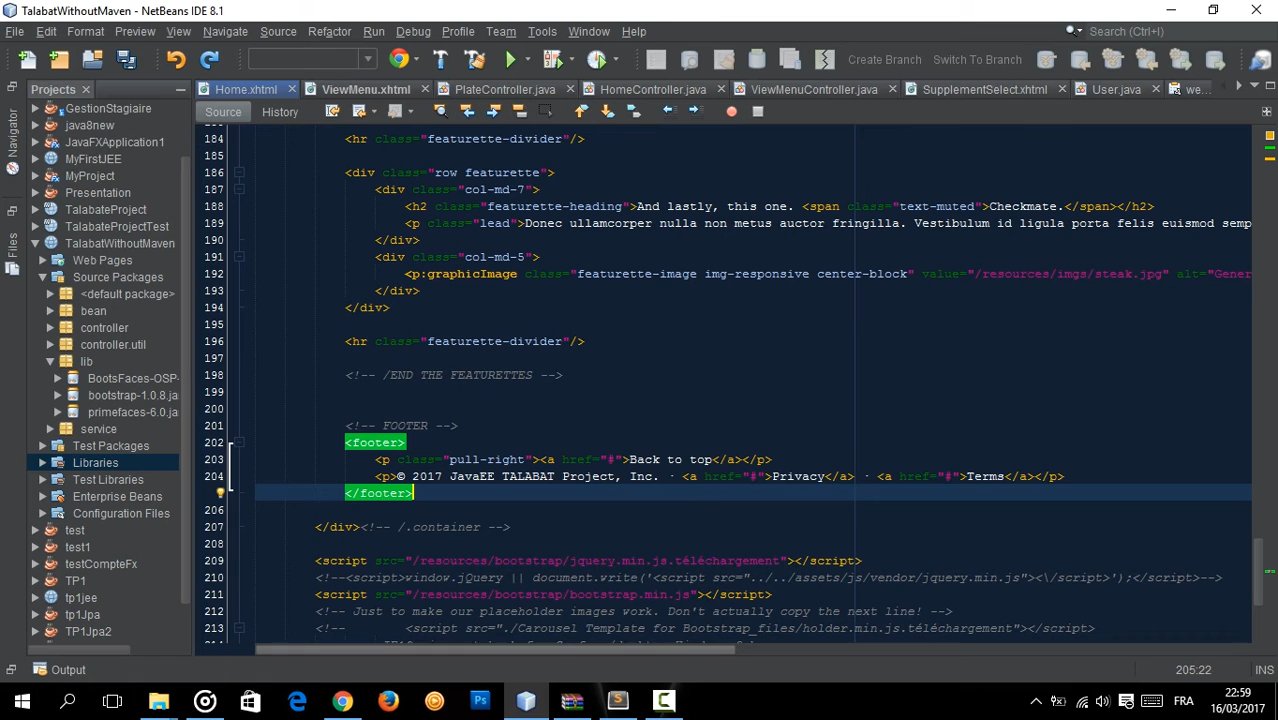 TalabatWithoutMaven - NetBeans IDE 8.1
File Edit Format Preview View Navigate Source Refactor Run Debug Profile Team Tools Window Help
Search (Ctrl+I)
Create Branch Switch To Branch
Projects
Home.xhtml ViewMenu.xhtml PlateController.java HomeController.java ViewMenuController.java SupplementSelect.xhtml User.java we...
Source History
Navigator
Files
GestionStagiaire
java8new
JavaFXApplication1
MyFirstJEE
MyProject
Presentation
TalabateProject
TalabateProjectTest
TalabatWithoutMaven
Web Pages
Source Packages
<default package>
bean
controller
controller.util
lib
BootsFaces-OSP-
bootstrap-1.0.8.ja
primefaces-6.0.jar
service
Test Packages
Libraries
Test Libraries
Enterprise Beans
Configuration Files
test
test1
testCompteFx
TP1
tp1jee
tp1Jpa
TP1Jpa2
184 <hr class="featurette-divider"/>
185
186 <div class="row featurette">
187 <div class="col-md-7">
188 <h2 class="featurette-heading">And lastly, this one. <span class="text-muted">Checkmate.</span></h2>
189 <p class="lead">Donec ullamcorper nulla non metus auctor fringilla. Vestibulum id ligula porta felis euismod semp
190 </div>
191 <div class="col-md-5">
192 <p:graphicImage class="featurette-image img-responsive center-block" value="/resources/imgs/steak.jpg" alt="Gener
193 </div>
194 </div>
195
196 <hr class="featurette-divider"/>
197
198 <!-- /END THE FEATURETTES -->
199
200
201 <!-- FOOTER -->
202 <footer>
203 <p class="pull-right"><a href="#">Back to top</a></p>
204 <p>© 2017 JavaEE TALABAT Project, Inc. · <a href="#">Privacy</a> · <a href="#">Terms</a></p>
</footer>
206
207 </div><!-- /.container -->
208
209 <script src="/resources/bootstrap/jquery.min.js.téléchargement"></script>
210 <!--<script>window.jQuery || document.write('<script src="../../assets/js/vendor/jquery.min.js"><\/script>');</script>-->
211 <script src="/resources/bootstrap/bootstrap.min.js"></script>
212 <!-- Just to make our placeholder images work. Don't actually copy the next line! -->
213 <!-- <script src="./Carousel Template for Bootstrap_files/holder.min.js.téléchargement"></script>
Output
205:22 INS
FRA
22:59
16/03/2017